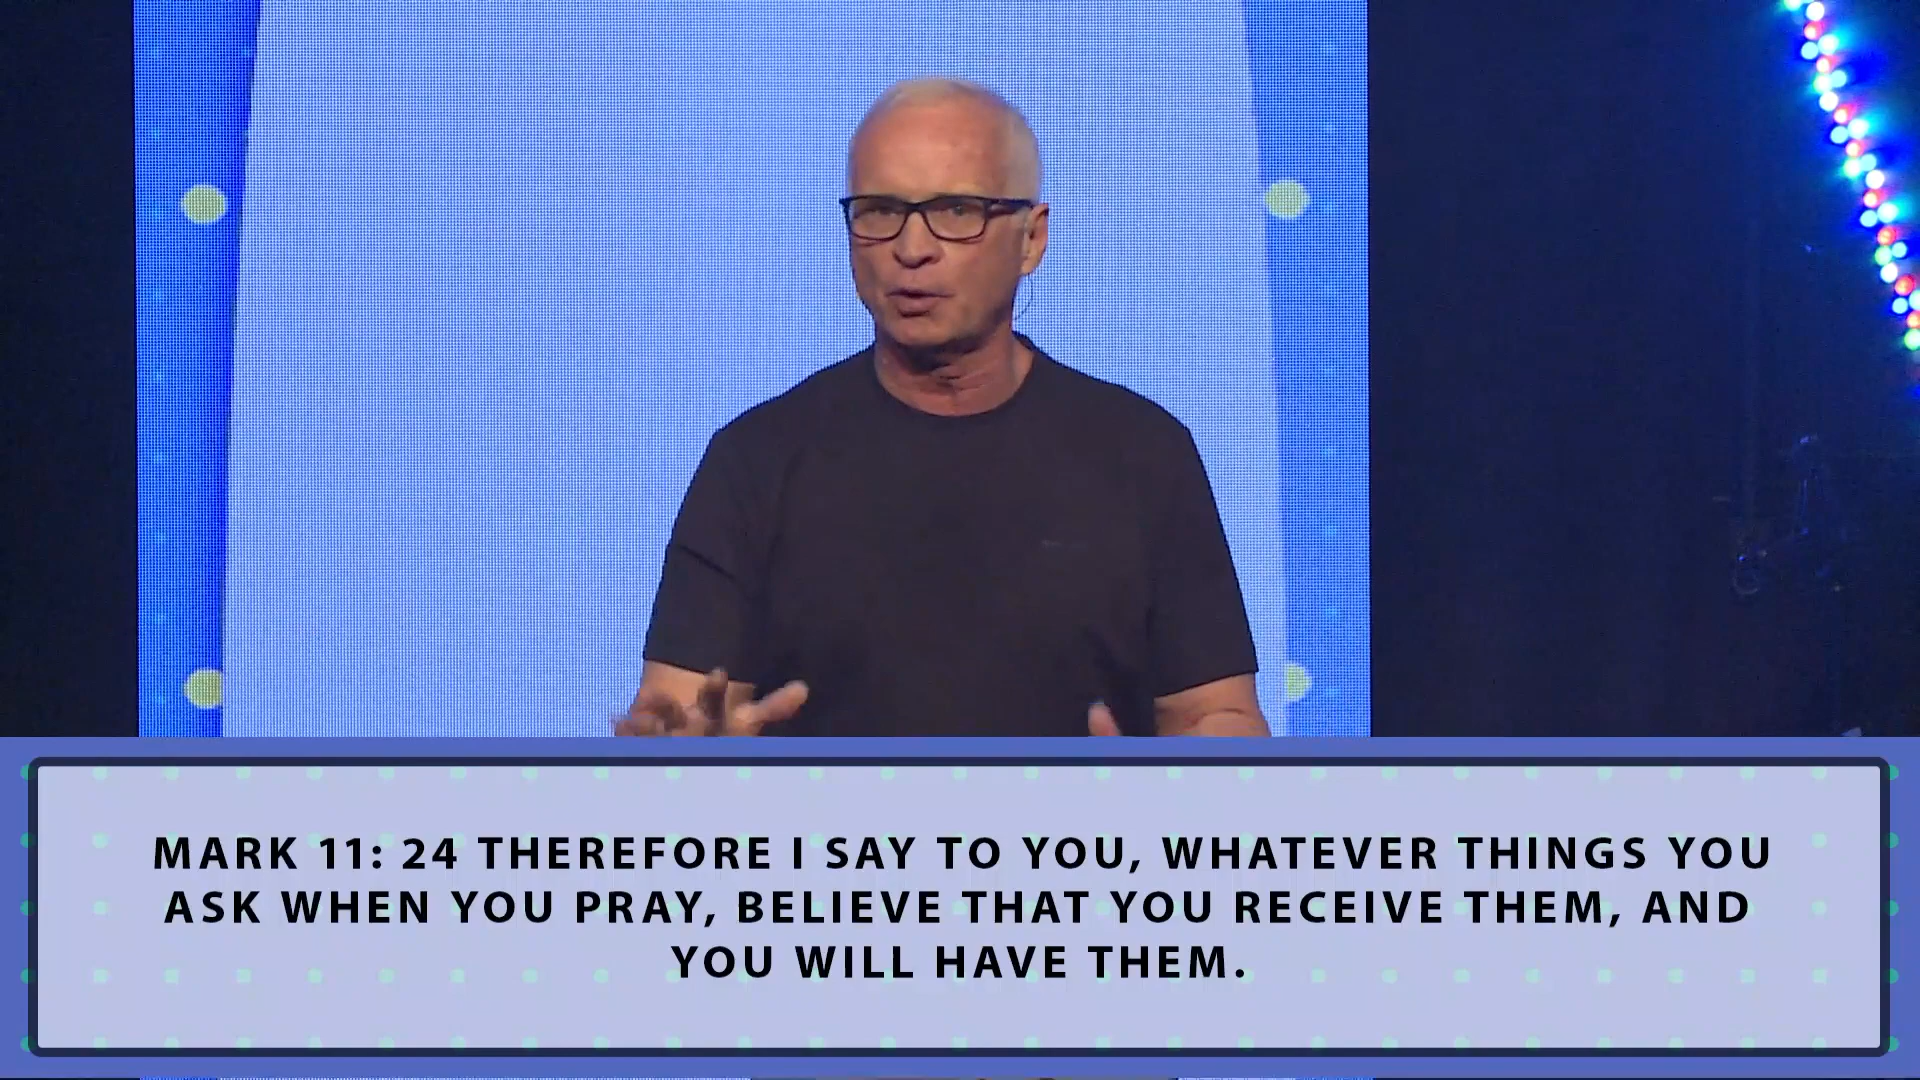 MARK 11: 24 THEREFORE I SAY TO YOU, WHATEVER THINGS YOU
ASK WHEN YOU PRAY, BELIEVE THAT YOU RECEIVE THEM, AND
YOU WILL HAVE THEM.